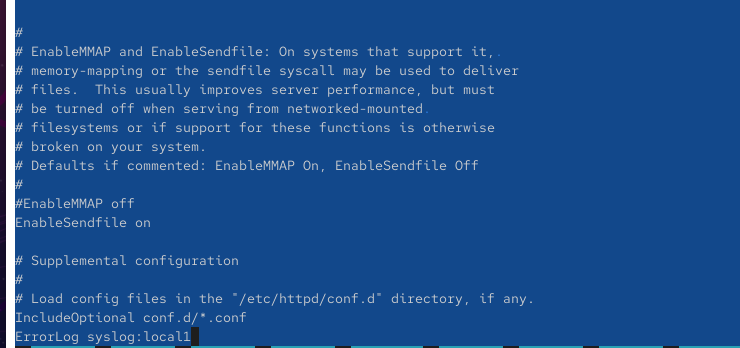 #
# EnableMMAP and EnableSendfile: On systems that support it,.
# memory-mapping or the sendfile syscall may be used to deliver
# files.  This usually improves server performance, but must
# be turned off when serving from networked-mounted.
# filesystems or if support for these functions is otherwise
# broken on your system.
# Defaults if commented: EnableMMAP On, EnableSendfile Off
#
#EnableMMAP off
EnableSendfile on
# Supplemental configuration
#
# Load config files in the "/etc/httpd/conf.d" directory, if any.
IncludeOptional conf.d/*.conf
ErrorLog syslog:local1